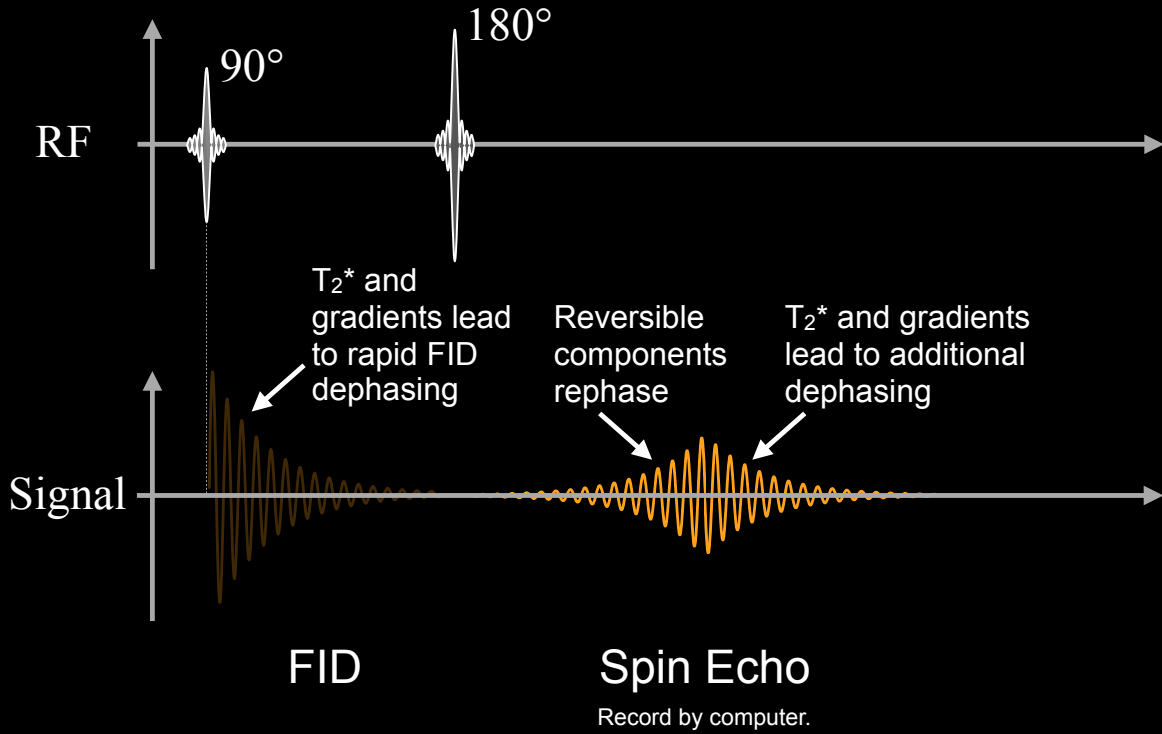 90°
180°
RF
T₂* and
gradients lead
to rapid FID
dephasing
Reversible
components
rephase
T₂* and gradients
lead to additional
dephasing
Signal
FID
Spin Echo
Record by computer.